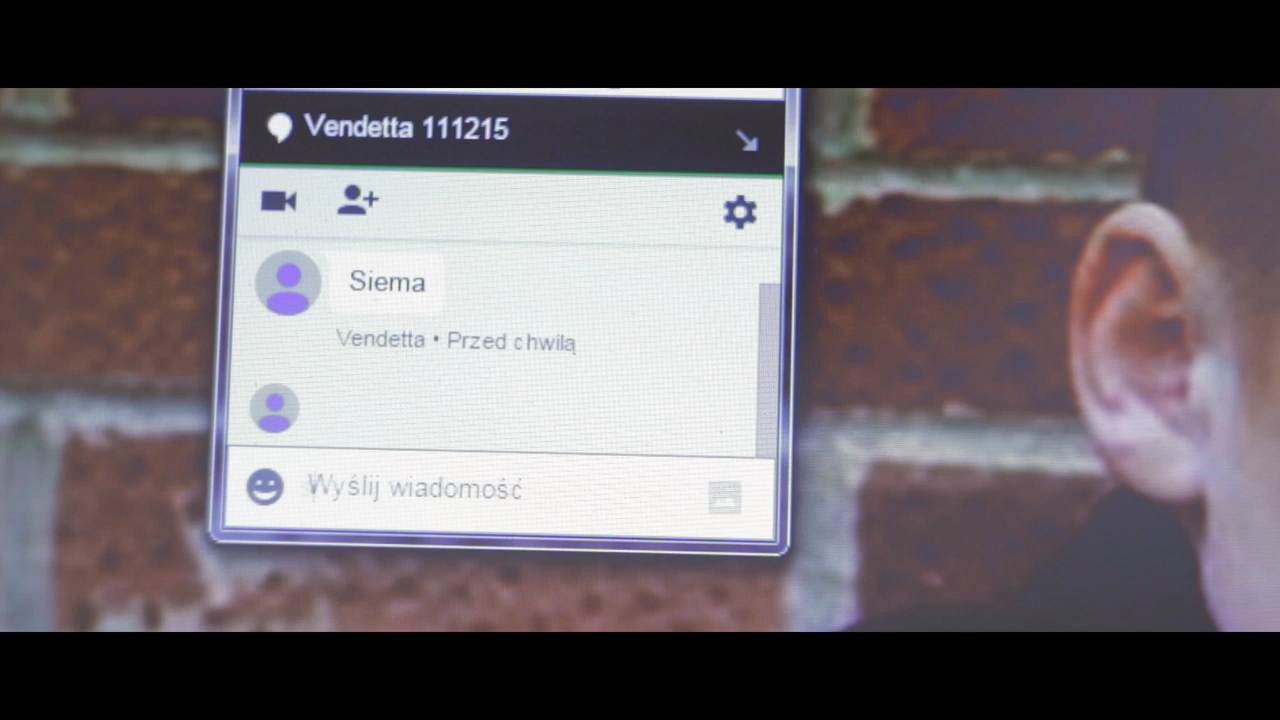 Vendetta 111215
Siema
Vendetta • Przed chwilą
Wyślij wiadomość